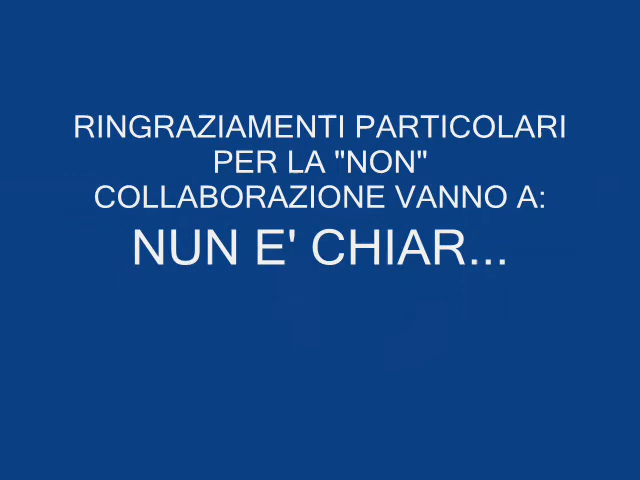 RINGRAZIAMENTI PARTICOLARI
PER LA "NON"
COLLABORAZIONE VANNO A:
NUN E' CHIAR...